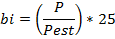 bi = (P / Pest) * 25